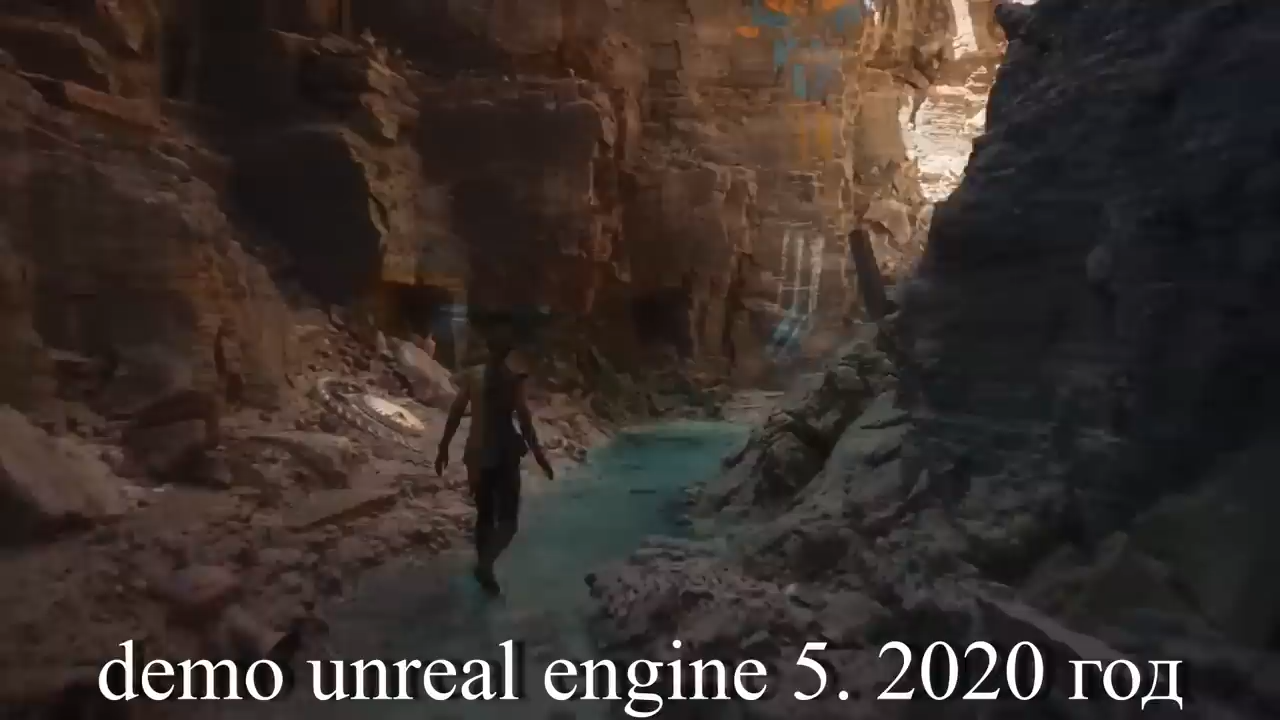 demo unreal engine 5. 2020 год